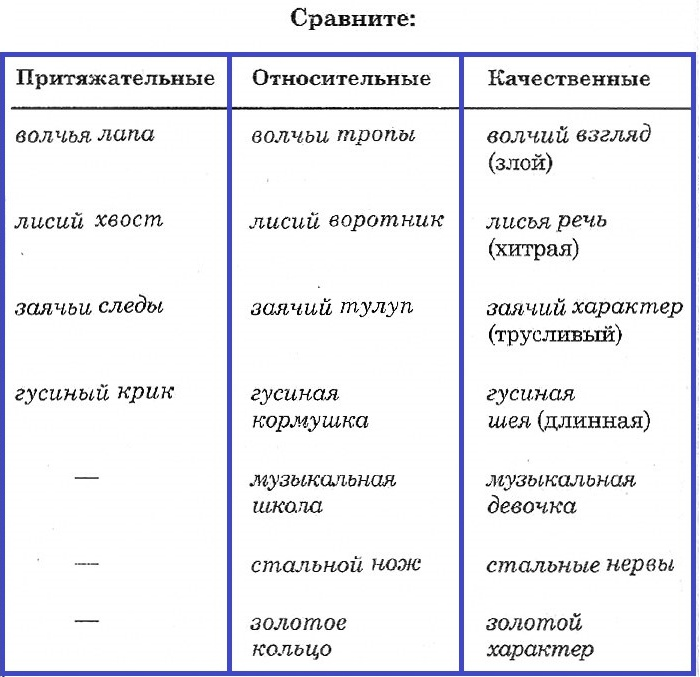 Сравните:
Притяжательные Относительные Качественные
волчья лапа волчьи тропы волчий взгляд
(злой)
лисий хвост лисий воротник лисья речь
(хитрая)
заячьи следы заячий тулуп заячий характер
(трусливый)
гусиный крик гусиная гусиная
кормушка шея (длинная)
— музыкальная музыкальная
школа девочка
— стальной нож стальные нервы
— золотое золотой
кольцо характер